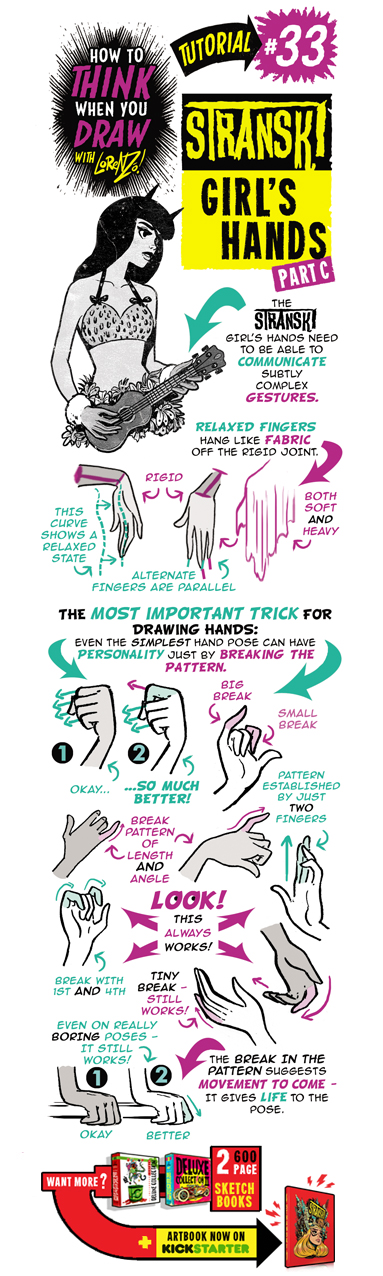 HOW TO
THINK
WHEN YOU
DRAW
WITH LORENZO!
TUTORIAL
#33
STRANSKI
GIRL'S
HANDS
PART C
THE
STRANSKI
GIRL'S HANDS NEED
TO BE ABLE TO
COMMUNICATE
SUBTLY
COMPLEX
GESTURES.
RELAXED FINGERS
HANG LIKE FABRIC
OFF THE RIGID JOINT.
RIGID
THIS
CURVE
SHOWS A
RELAXED
STATE
BOTH
SOFT
AND
HEAVY
ALTERNATE
FINGERS ARE PARALLEL
THE MOST IMPORTANT TRICK FOR
DRAWING HANDS:
EVEN THE SIMPLEST HAND POSE CAN HAVE
PERSONALITY JUST BY BREAKING THE
PATTERN.
BIG
BREAK
SMALL
BREAK
1
2
OKAY...
...SO MUCH
BETTER!
PATTERN
ESTABLISHED
BY JUST
TWO
FINGERS
BREAK
PATTERN
OF
LENGTH
AND
ANGLE
LOOK!
THIS
ALWAYS
WORKS!
BREAK WITH
1ST AND 4TH
TINY
BREAK -
STILL
WORKS!
EVEN ON REALLY
BORING POSES -
IT STILL
WORKS!
1
2
OKAY
BETTER
THE BREAK IN THE
PATTERN SUGGESTS
MOVEMENT TO COME -
IT GIVES LIFE TO THE
POSE.
WANT MORE?
DELUXE
COLLECTION
2 600
PAGE
SKETCH
BOOKS
+ ARTBOOK NOW ON
KICKSTARTER
STRANSKI